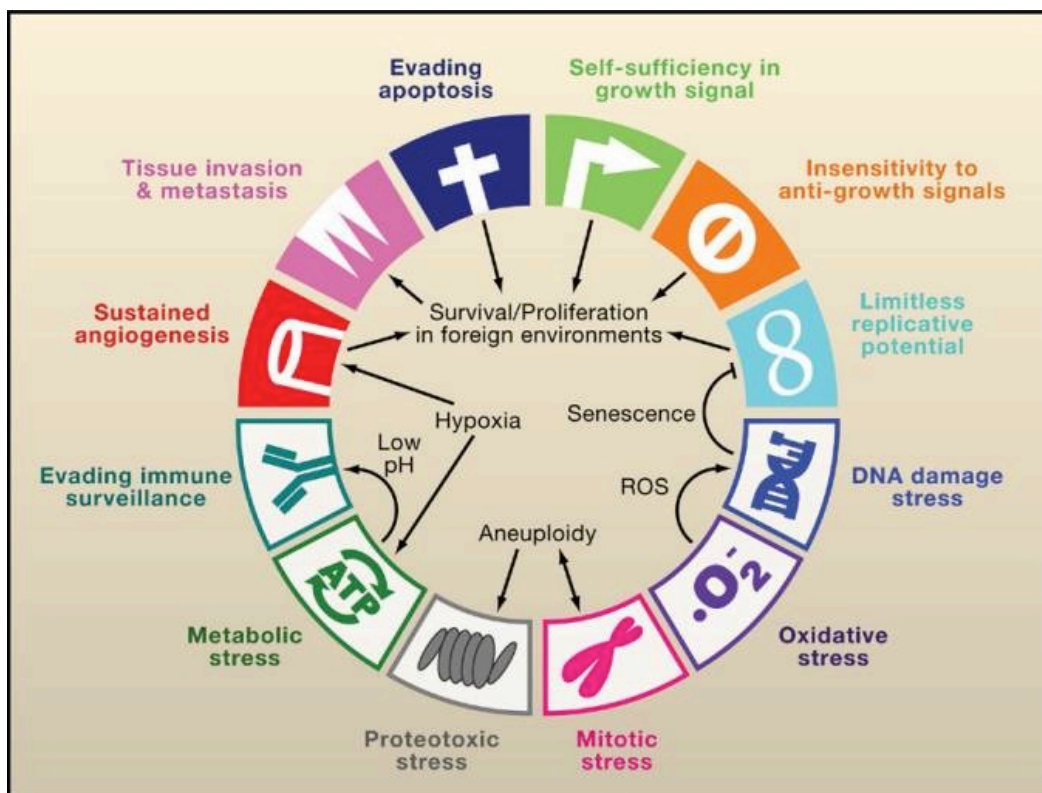 Evading
apoptosis
Self-sufficiency in
growth signal
Tissue invasion
& metastasis
Insensitivity to
anti-growth signals
Sustained
angiogenesis
Survival/Proliferation
in foreign environments
Limitless
replicative
potential
Hypoxia
Senescence
Low
pH
Evading immune
surveillance
ROS
DNA damage
stress
Aneuploidy
ATP
•O₂⁻
Metabolic
stress
Oxidative
stress
Proteotoxic
stress
Mitotic
stress